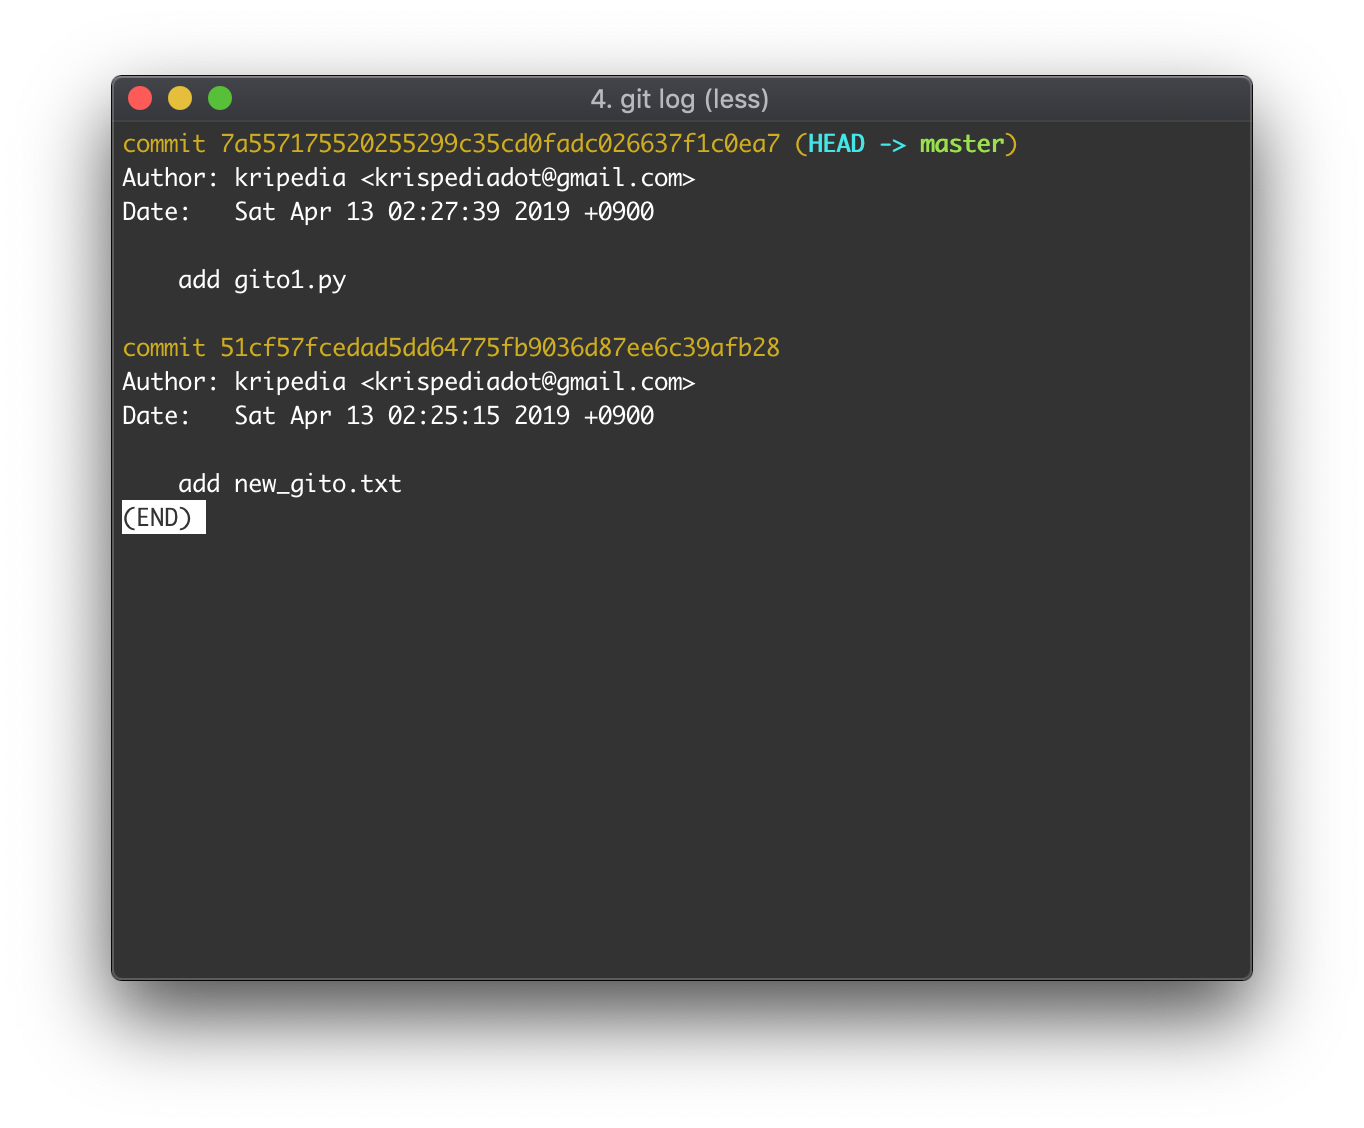 4. git log (less)
commit 7a557175520255299c35cd0fadc026637f1c0ea7 (HEAD -> master)
Author: kripedia <krispediadot@gmail.com>
Date:   Sat Apr 13 02:27:39 2019 +0900
    add gito1.py
commit 51cf57fcedad5dd64775fb9036d87ee6c39afb28
Author: kripedia <krispediadot@gmail.com>
Date:   Sat Apr 13 02:25:15 2019 +0900
    add new_gito.txt
(END)